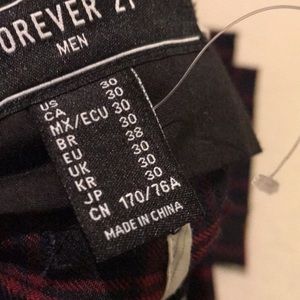 FOREVER 21
MEN
US 30
CA 30
MX/ECU 30
BR 38
EU 30
UK 30
KR 30
JP 30
CN 170/76A
MADE IN CHINA